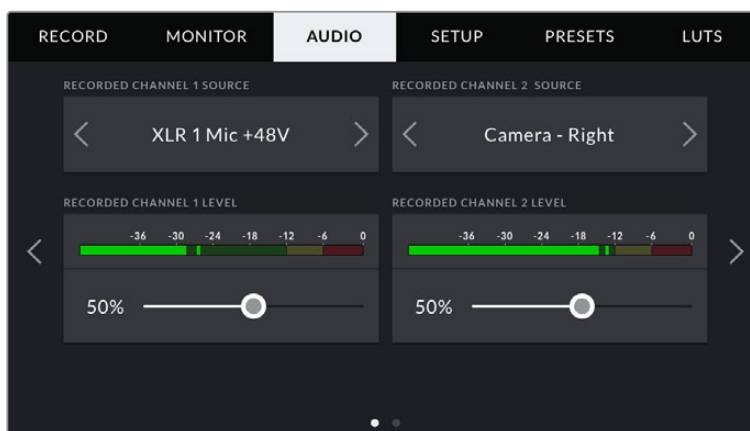 RECORD MONITOR AUDIO SETUP PRESETS LUTS
RECORDED CHANNEL 1 SOURCE
RECORDED CHANNEL 2 SOURCE
XLR 1 Mic +48V
Camera - Right
RECORDED CHANNEL 1 LEVEL
RECORDED CHANNEL 2 LEVEL
-36 -30 -24 -18 -12 -6 0
-36 -30 -24 -18 -12 -6 0
50%
50%